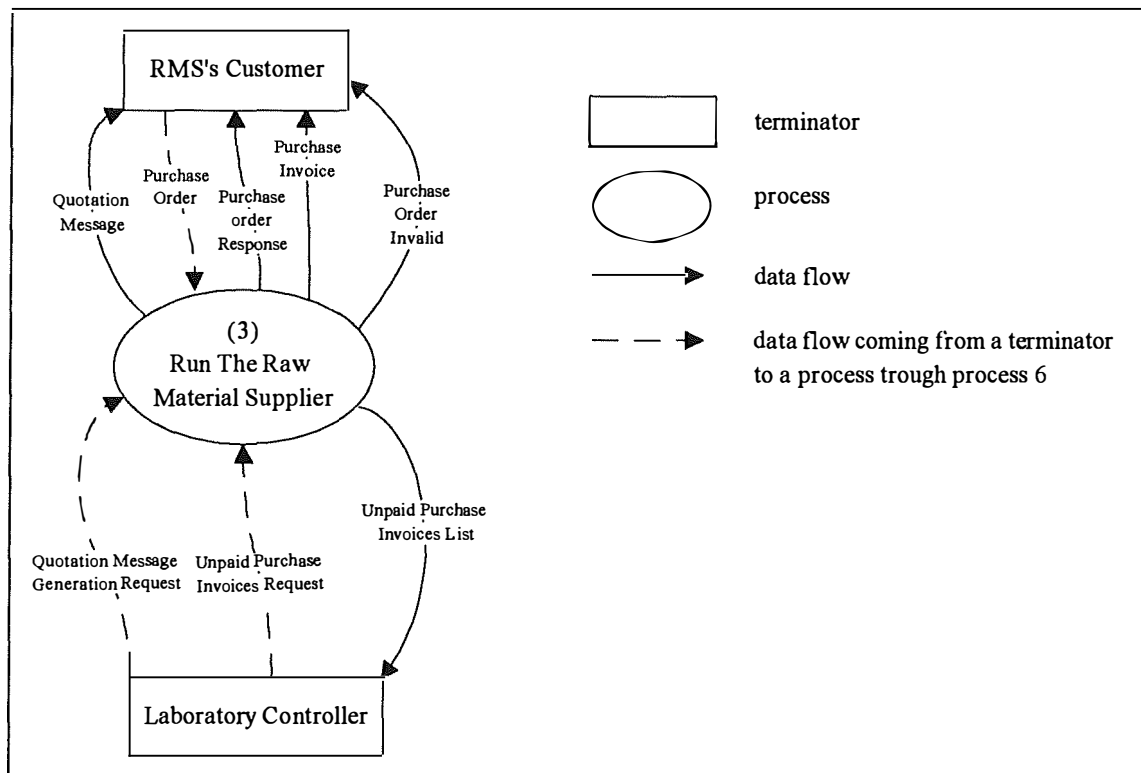 RMS's Customer
Quotation
Message
Purchase
Order
Purchase
order
Response
Purchase
Invoice
Purchase
Order
Invalid
(3)
Run The Raw
Material Supplier
Quotation Message
Generation Request
Unpaid Purchase
Invoices Request
Unpaid Purchase
Invoices List
Laboratory Controller
terminator
process
data flow
data flow coming from a terminator
to a process trough process 6